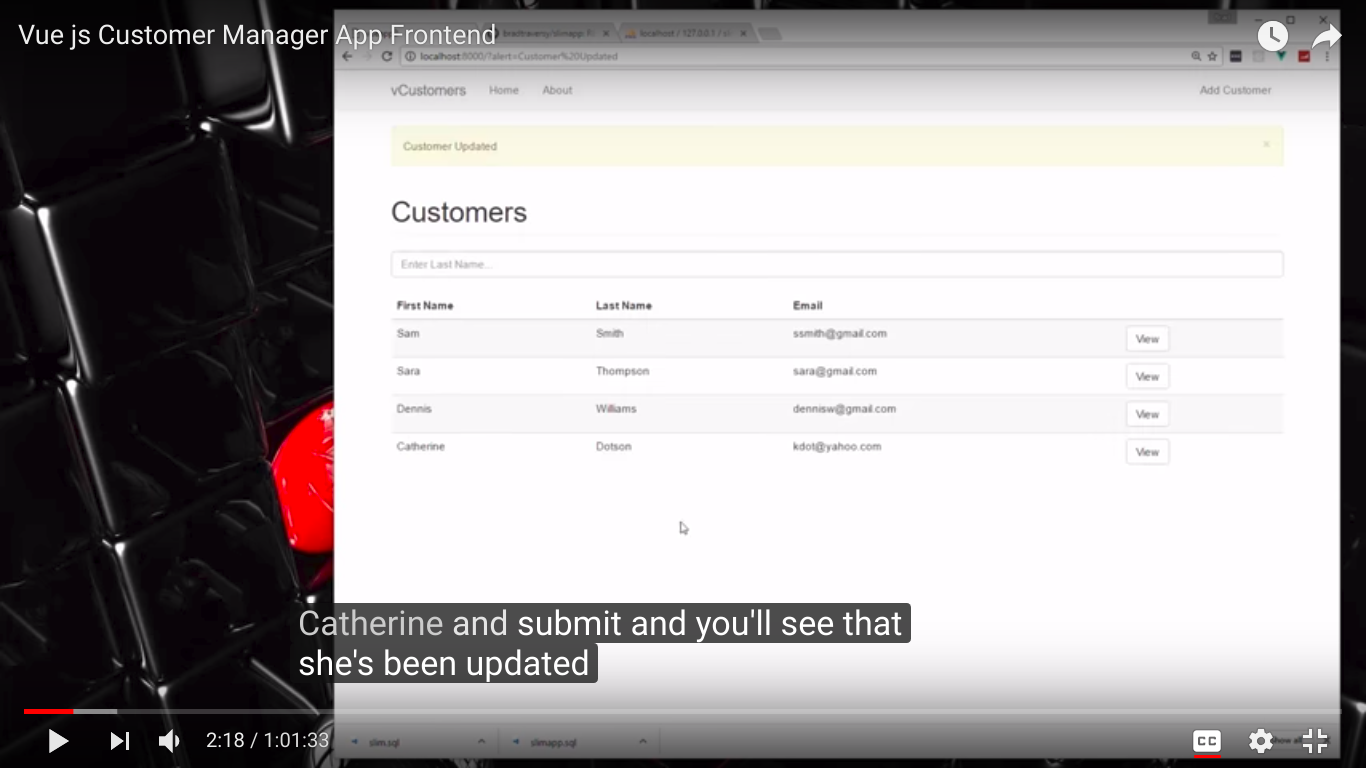 Vue js Customer Manager App Frontend
bradtraversy/slimapp:
localhost / 127.0.0.1 /
localhost:8000/?alert=Customer%20Updated
vCustomers Home About Add Customer
Customer Updated ×
Customers
Enter Last Name...
First Name Last Name Email
Sam Smith ssmith@gmail.com View
Sara Thompson sara@gmail.com View
Dennis Williams dennisw@gmail.com View
Catherine Dotson kdot@yahoo.com View
Catherine and submit and you'll see that
she's been updated
2:18 / 1:01:33
slim.sql
slimapp.sql
CC
Show all